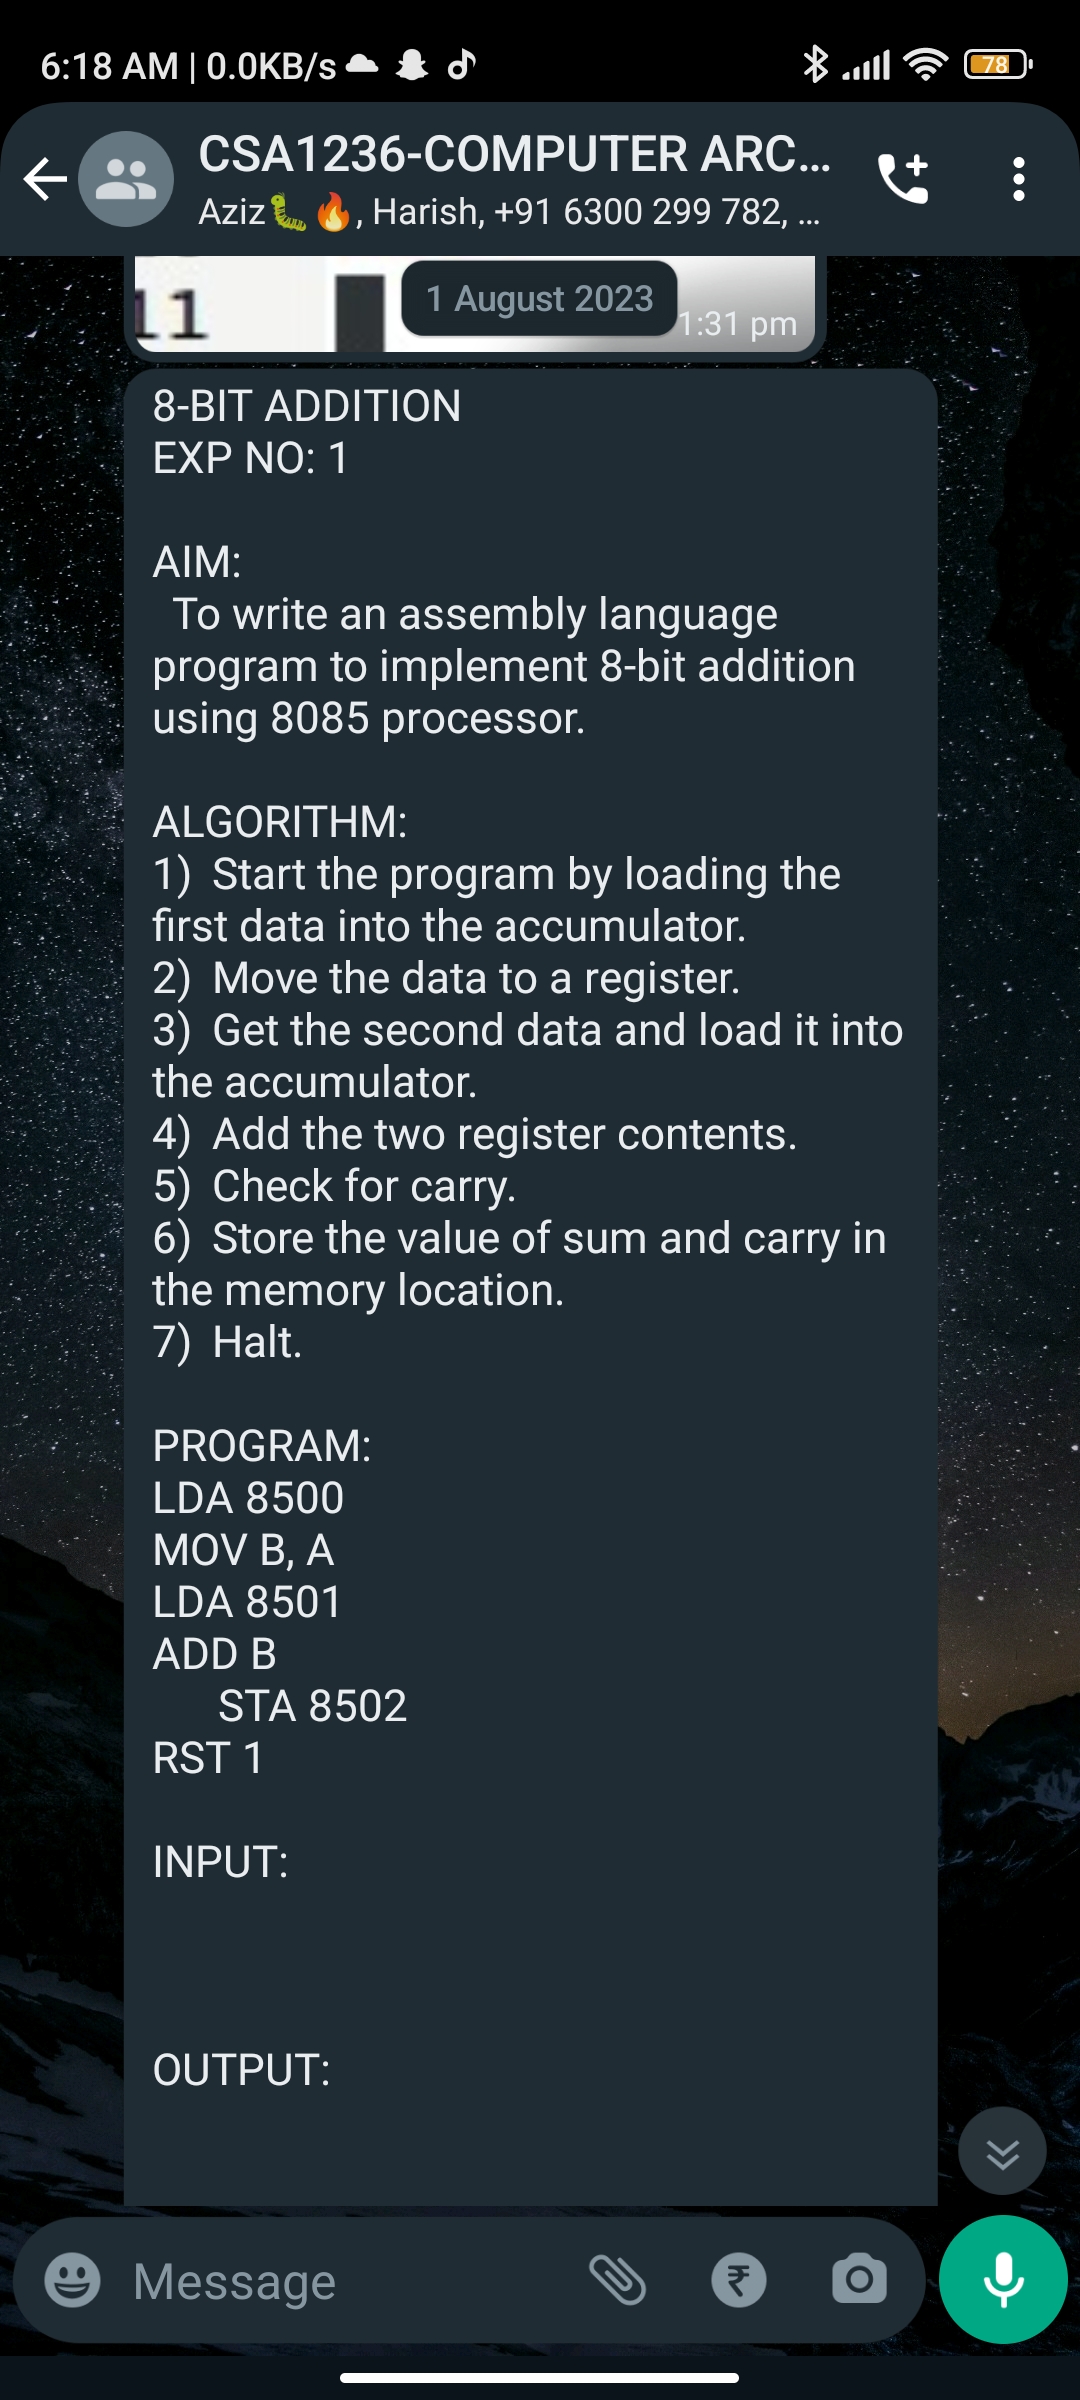 6:18 AM | 0.0KB/s
78
CSA1236-COMPUTER ARC...
Aziz🐛🔥, Harish, +91 6300 299 782, ...
11
1 August 2023
1:31 pm
8-BIT ADDITION
EXP NO: 1
AIM:
To write an assembly language
program to implement 8-bit addition
using 8085 processor.
ALGORITHM:
1) Start the program by loading the
first data into the accumulator.
2) Move the data to a register.
3) Get the second data and load it into
the accumulator.
4) Add the two register contents.
5) Check for carry.
6) Store the value of sum and carry in
the memory location.
7) Halt.
PROGRAM:
LDA 8500
MOV B, A
LDA 8501
ADD B
STA 8502
RST 1
INPUT:
OUTPUT:
Message
₹